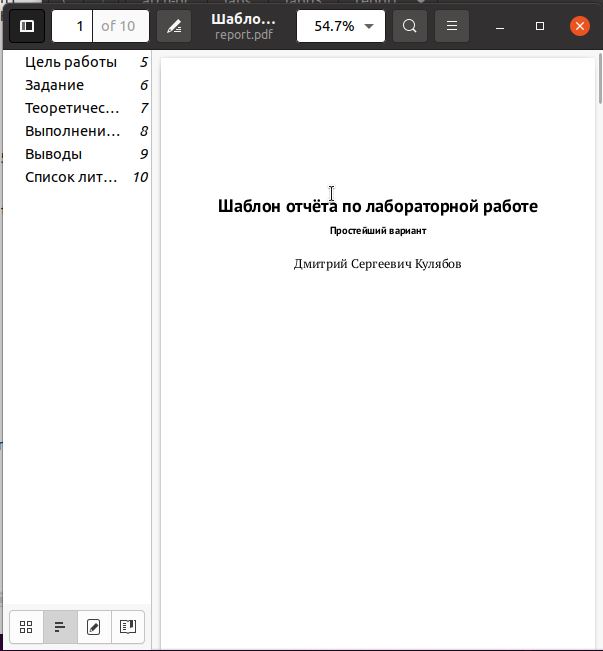 1 of 10
Шабло...
report.pdf
54.7%
Цель работы 5
Задание 6
Теоретичес... 7
Выполнени... 8
Выводы 9
Список лит... 10
Шаблон отчёта по лабораторной работе
Простейший вариант
Дмитрий Сергеевич Кулябов